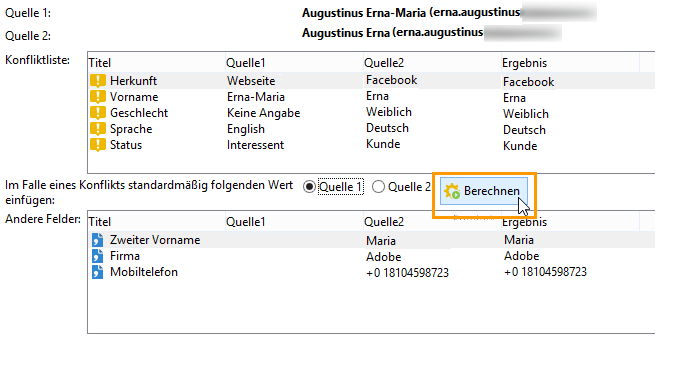 Quelle 1: Augustinus Erna-Maria (erna.augustinus
Quelle 2: Augustinus Erna (erna.augustinus
Konfliktliste: Titel Quelle1 Quelle2 Ergebnis
Herkunft Webseite Facebook Facebook
Vorname Erna-Maria Erna Erna
Geschlecht Keine Angabe Weiblich Weiblich
Sprache English Deutsch Deutsch
Status Interessent Kunde Kunde
Im Falle eines Konflikts standardmäßig folgenden Wert einfügen: Quelle 1 Quelle 2 Berechnen
Andere Felder: Titel Quelle1 Quelle2 Ergebnis
Zweiter Vorname Maria Maria
Firma Adobe Adobe
Mobiltelefon +0 18104598723 +0 18104598723